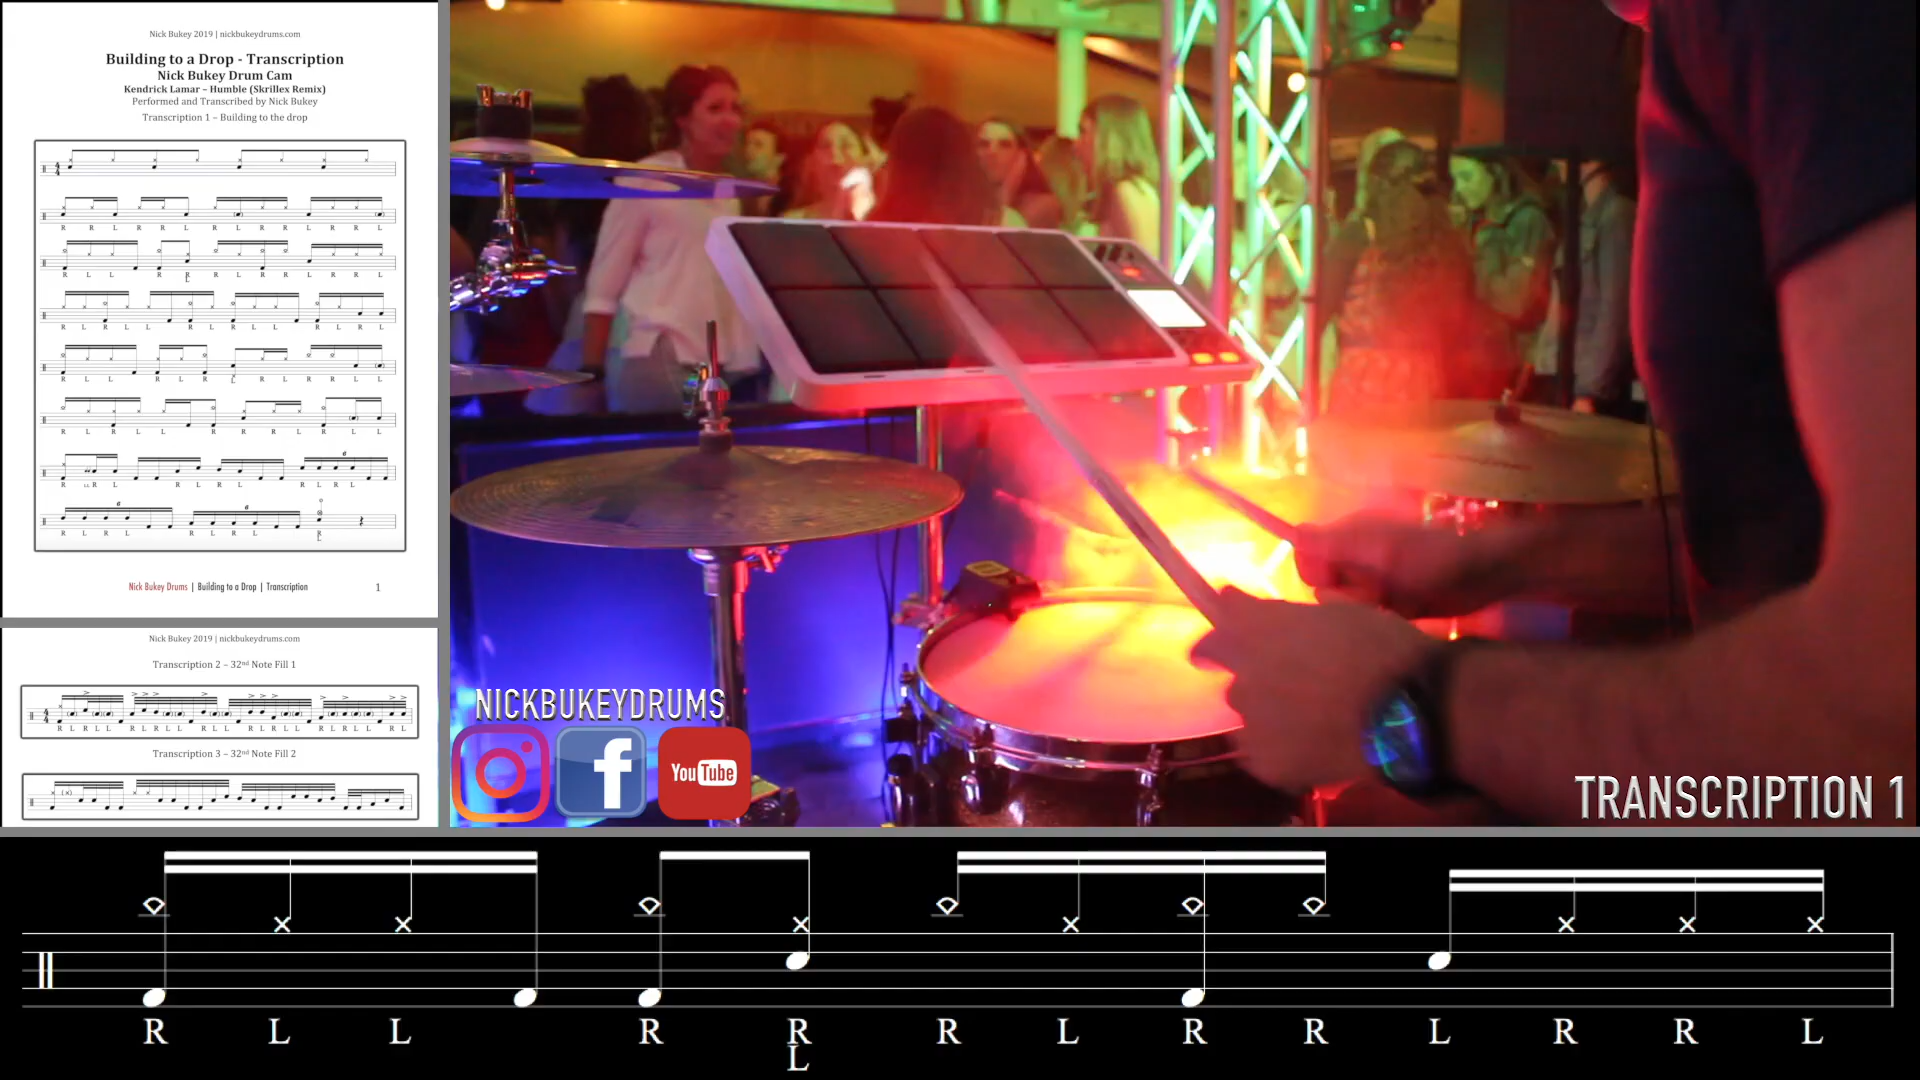 Nick Bukey 2019 | nickbukeydrums.com
Building to a Drop - Transcription
Nick Bukey Drum Cam
Kendrick Lamar – Humble (Skrillex Remix)
Performed and Transcribed by Nick Bukey
Transcription 1 – Building to the drop
Nick Bukey Drums | Building to a Drop | Transcription 1
Nick Bukey 2019 | nickbukeydrums.com
Transcription 2 – 32nd Note Fill 1
Transcription 3 – 32nd Note Fill 2
NICKBUKEYDRUMS
YouTube
TRANSCRIPTION 1
R L L R R R L R R L R R L
L